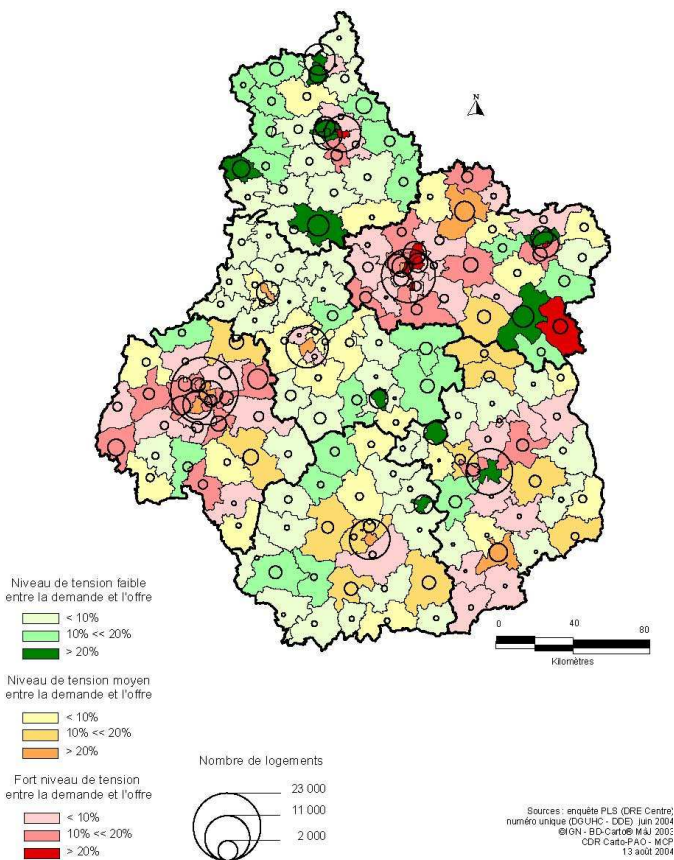 N
0 40 80
Kilomètres
Niveau de tension faible
entre la demande et l'offre
< 10%
10% << 20%
> 20%
Niveau de tension moyen
entre la demande et l'offre
< 10%
10% << 20%
> 20%
Fort niveau de tension
entre la demande et l'offre
< 10%
10% << 20%
> 20%
Nombre de logements
23 000
11 000
2 000
Sources : enquête PLS (DRE Centre)
numéro unique (DGUHC - DDE) juin 2004
©IGN - BD-Carto® MàJ 2003
CDR Carto-PAO - MCP
13 août 2004